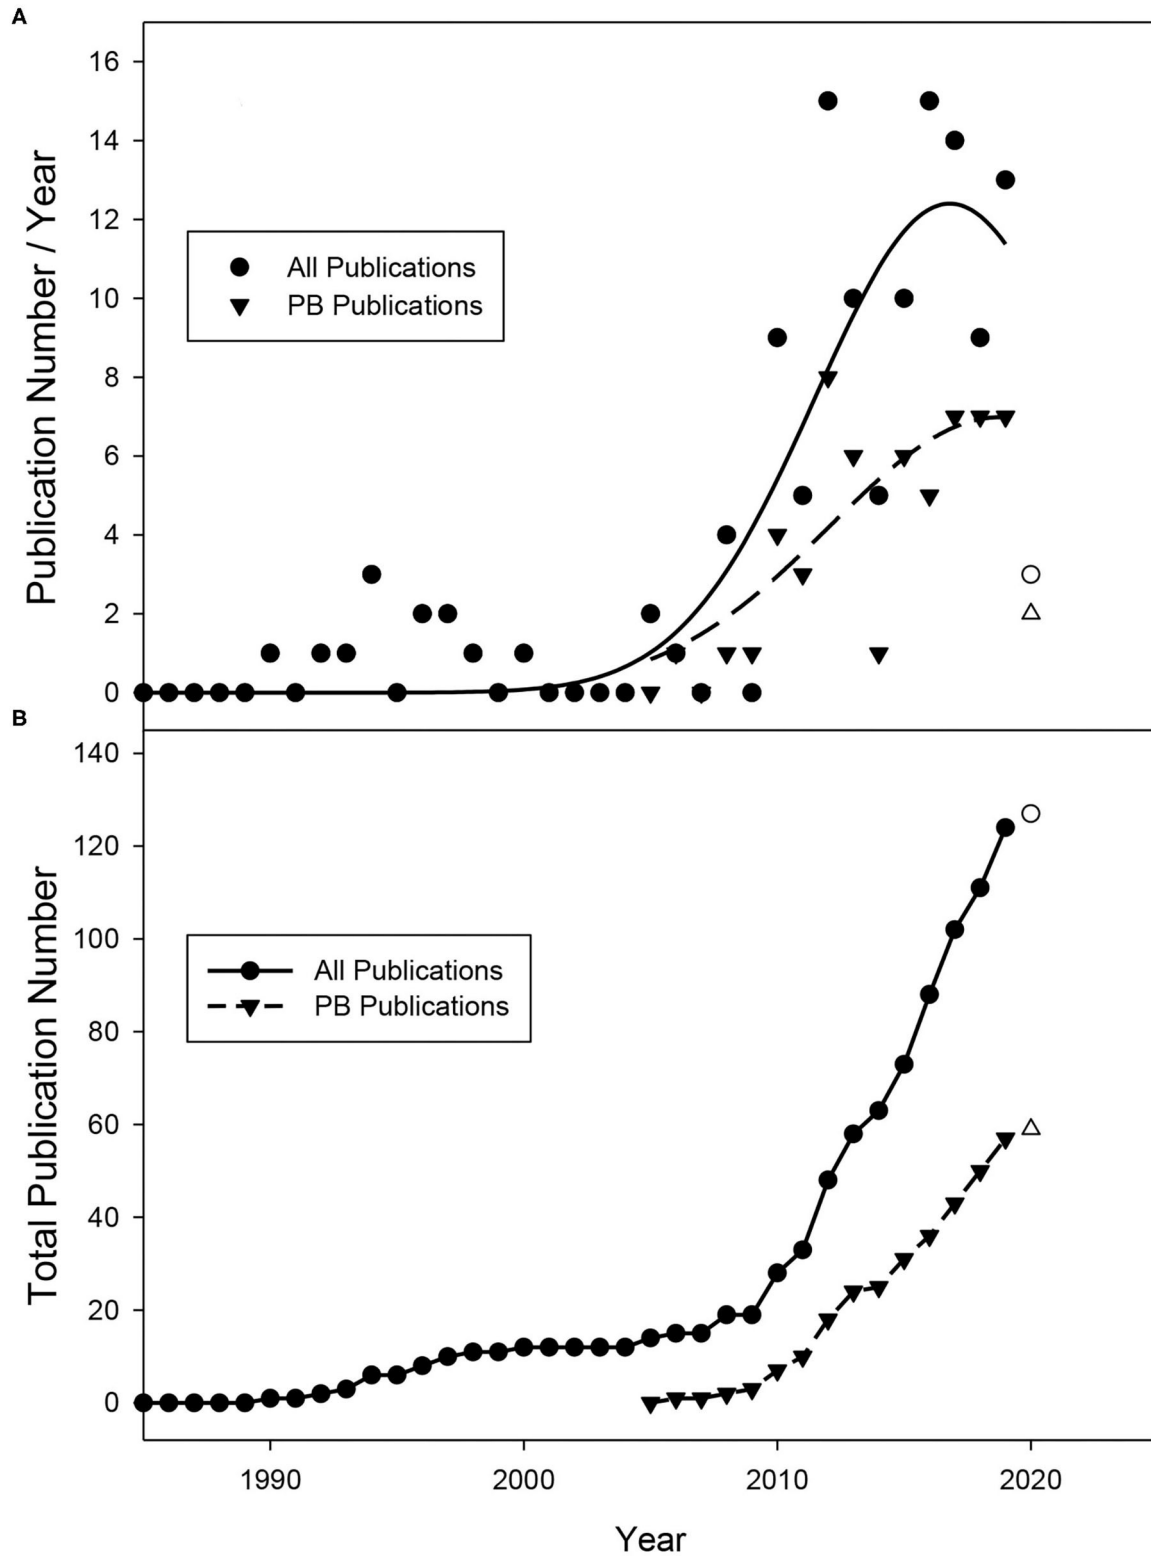 A
Publication Number / Year
16
14
12
10
8
6
4
2
0
All Publications
PB Publications
B
Total Publication Number
140
120
100
80
60
40
20
0
All Publications
PB Publications
1990
2000
2010
2020
Year